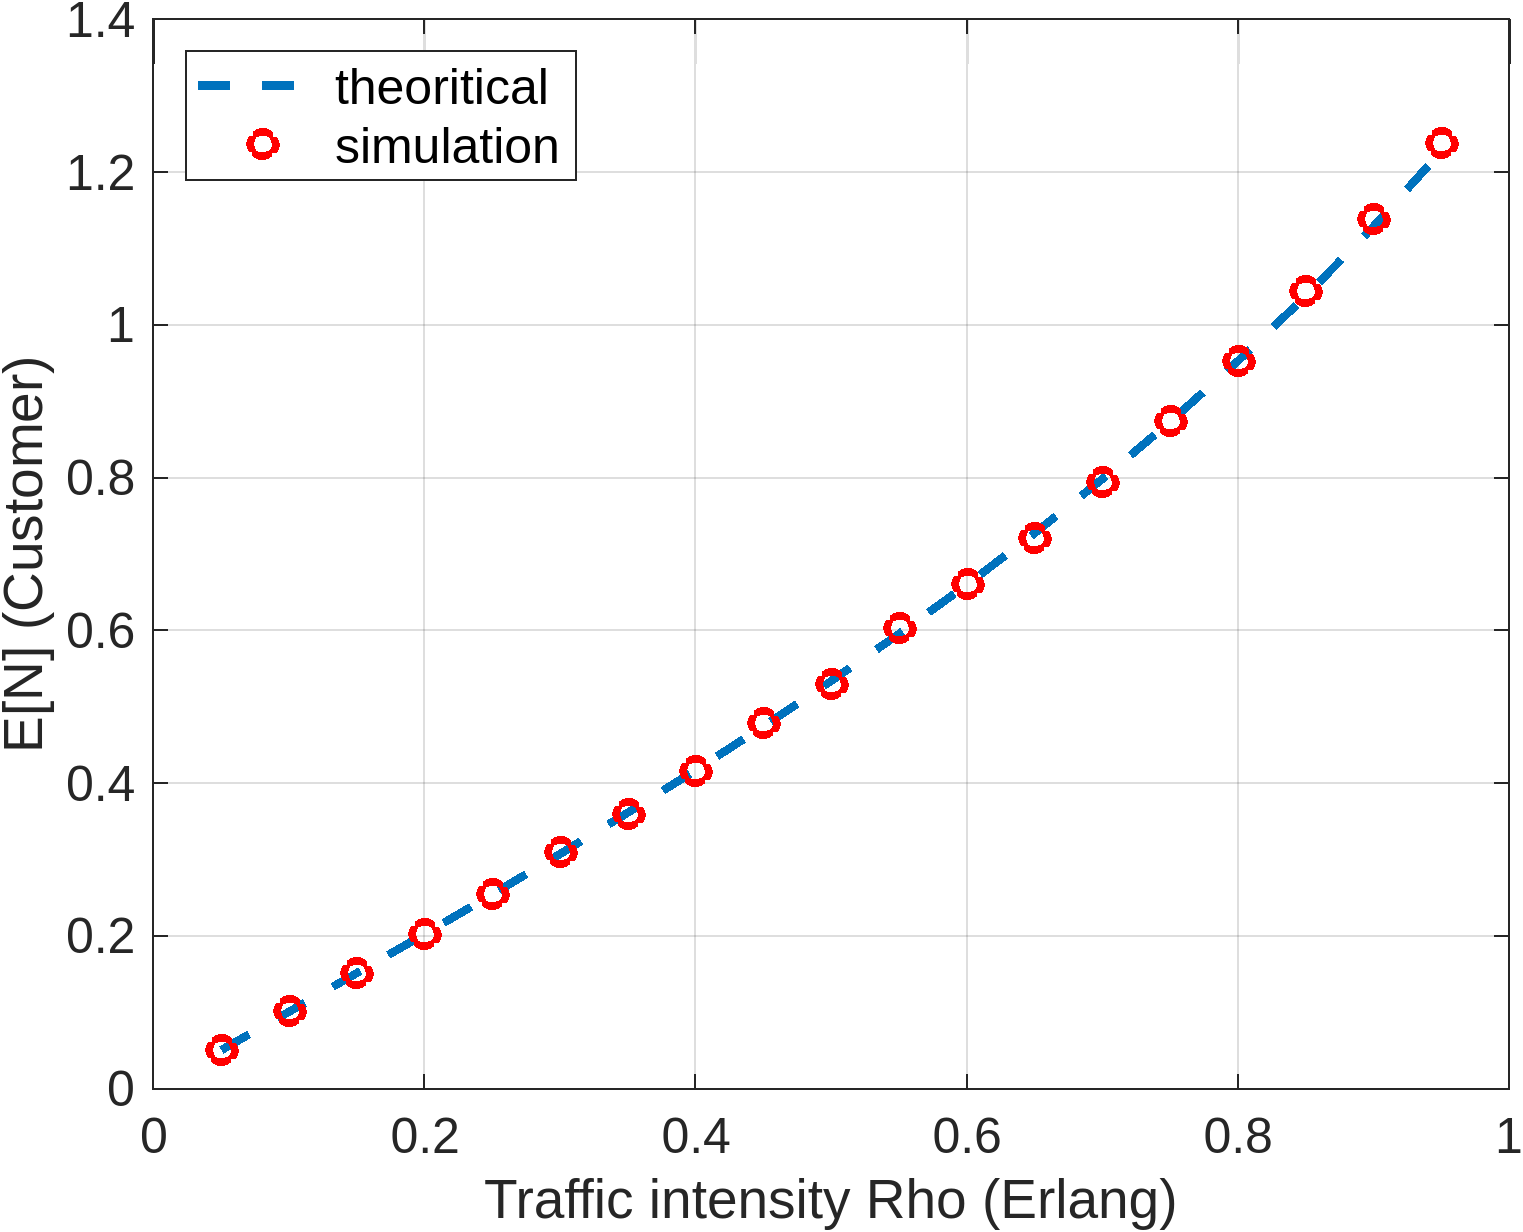 1.4
1.2
1
0.8
0.6
0.4
0.2
0
theoritical
simulation
E[N] (Customer)
0 0.2 0.4 0.6 0.8 1
Traffic intensity Rho (Erlang)